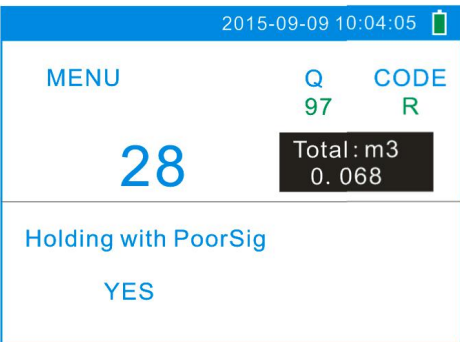 2015-09-09 10:04:05
MENU Q CODE
97 R
28 Total:m3
0.068
Holding with PoorSig
YES